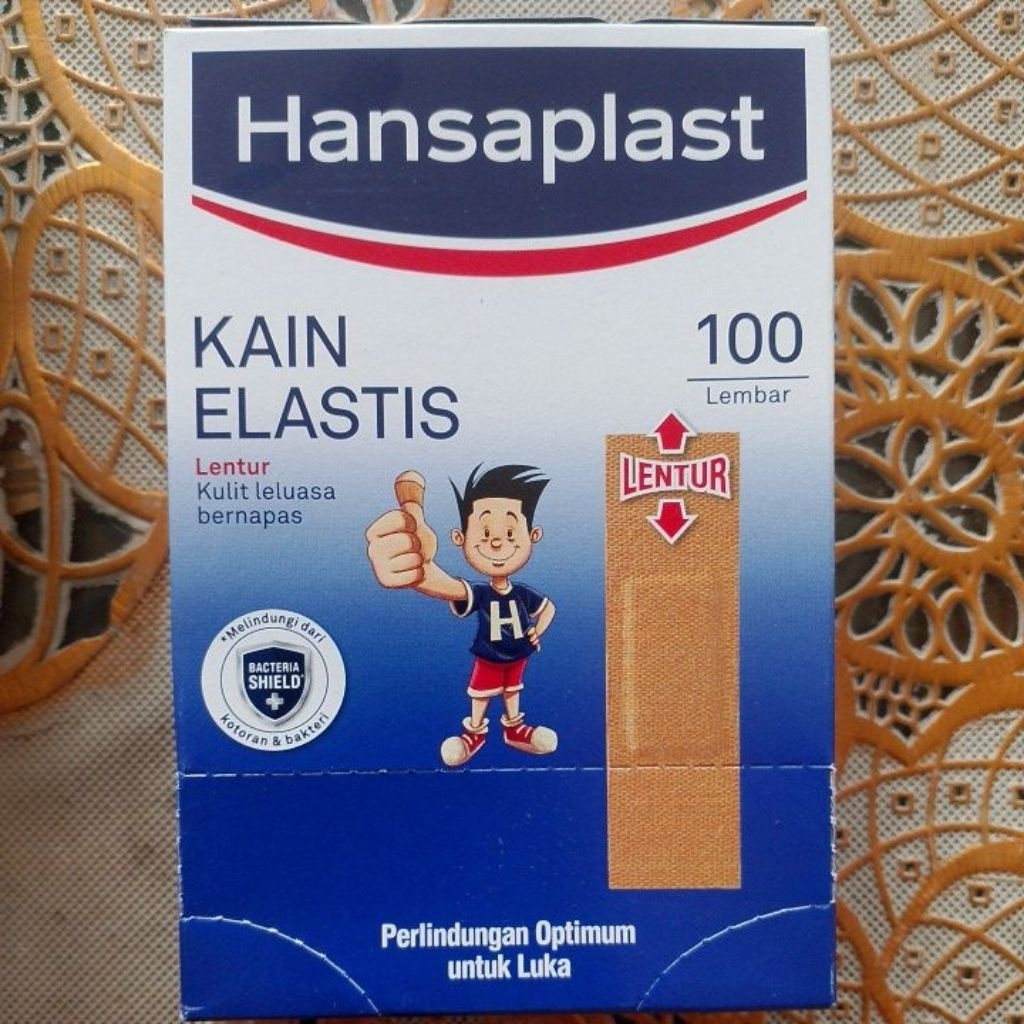 Hansaplast
KAIN
ELASTIS
100
Lembar
Lentur
Kulit leluasa
bernapas
LENTUR
H
*Melindungi dari
BACTERIA
SHIELD
kotoran & bakteri
Perlindungan Optimum
untuk Luka